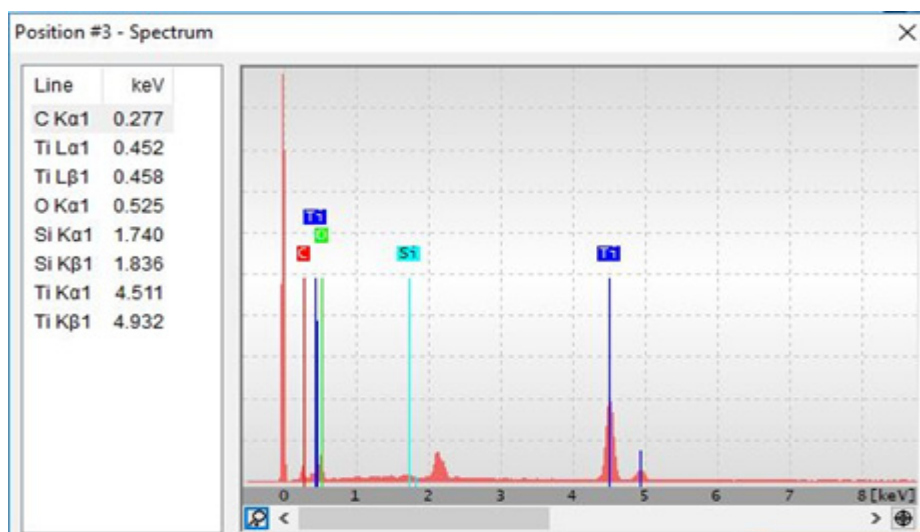 Position #3 - Spectrum
Line keV
C Kα1 0.277
Ti Lα1 0.452
Ti Lβ1 0.458
O Kα1 0.525
Si Kα1 1.740
Si Kβ1 1.836
Ti Kα1 4.511
Ti Kβ1 4.932
Ti
O
C Si Ti
0 1 2 3 4 5 6 7 8[keV]